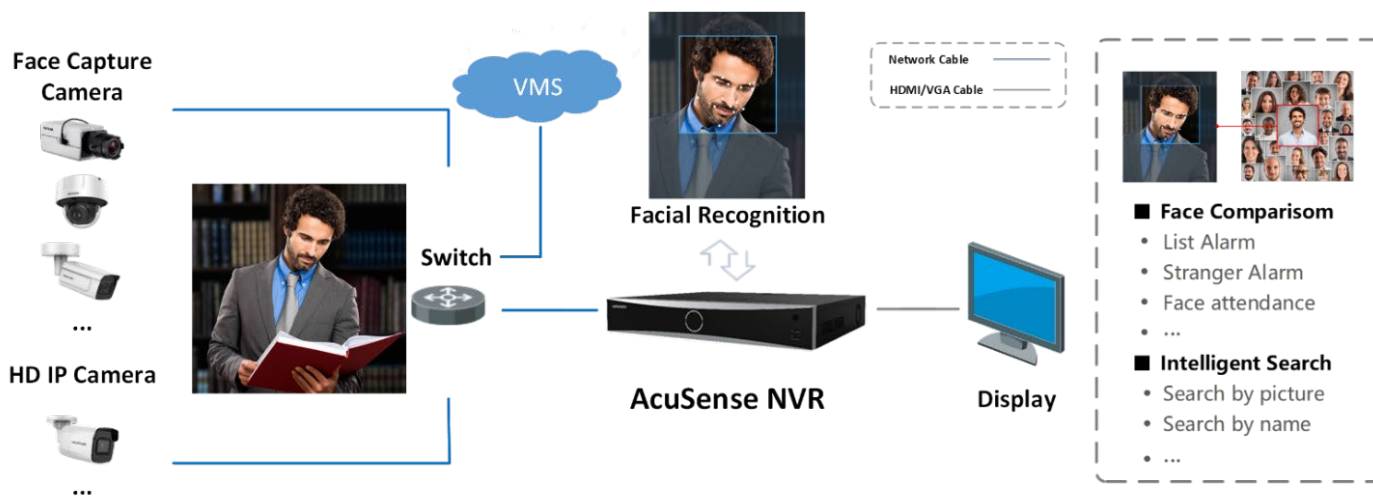 Face Capture
Camera
...
HD IP Camera
...
VMS
Switch
Facial Recognition
AcuSense NVR
Display
Network Cable
HDMI/VGA Cable
■ Face Comparisom
• List Alarm
• Stranger Alarm
• Face attendance
• ...
■ Intelligent Search
• Search by picture
• Search by name
• ...